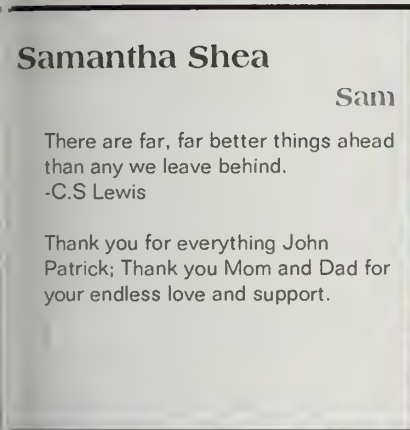 Samantha Shea
Sam
There are far, far better things ahead
than any we leave behind.
-C.S Lewis
Thank you for everything John
Patrick; Thank you Mom and Dad for
your endless love and support.